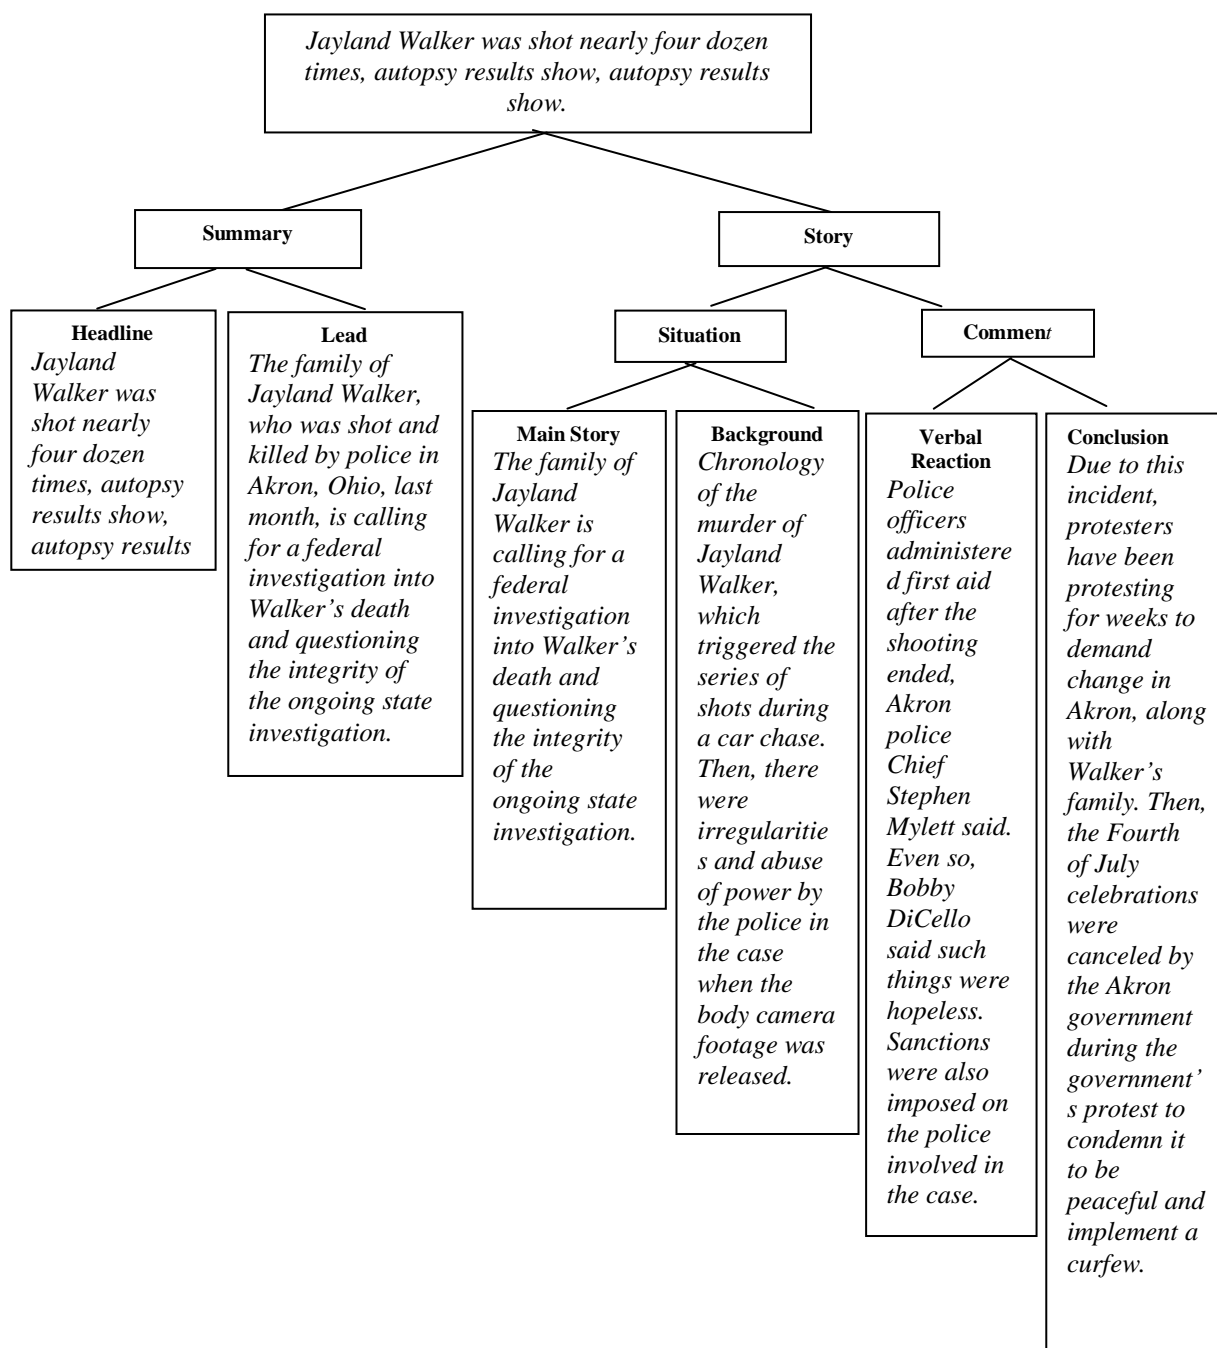 Jayland Walker was shot nearly four dozen
times, autopsy results show, autopsy results
show.
Summary
Story
Headline
Jayland
Walker was
shot nearly
four dozen
times, autopsy
results show,
autopsy results
Lead
The family of
Jayland Walker,
who was shot and
killed by police in
Akron, Ohio, last
month, is calling
for a federal
investigation into
Walker’s death
and questioning
the integrity of
the ongoing state
investigation.
Situation
Comment
Main Story
The family of
Jayland
Walker is
calling for a
federal
investigation
into Walker’s
death and
questioning
the integrity
of the
ongoing state
investigation.
Background
Chronology
of the
murder of
Jayland
Walker,
which
triggered the
series of
shots during
a car chase.
Then, there
were
irregularitie
s and abuse
of power by
the police in
the case
when the
body camera
footage was
released.
Verbal
Reaction
Police
officers
administere
d first aid
after the
shooting
ended,
Akron
police
Chief
Stephen
Mylett said.
Even so,
Bobby
DiCello
said such
things were
hopeless.
Sanctions
were also
imposed on
the police
involved in
the case.
Conclusion
Due to this
incident,
protesters
have been
protesting
for weeks to
demand
change in
Akron, along
with
Walker’s
family. Then,
the Fourth
of July
celebrations
were
canceled by
the Akron
government
during the
government’
s protest to
condemn it
to be
peaceful and
implement a
curfew.